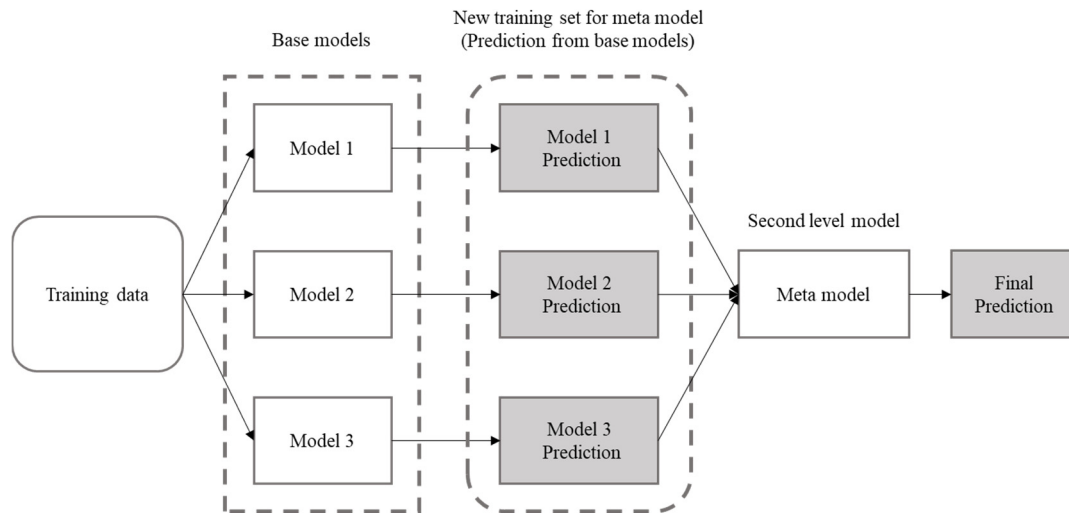 New training set for meta model
(Prediction from base models)
Base models
Model 1
Model 1
Prediction
Second level model
Training data
Model 2
Model 2
Prediction
Meta model
Final
Prediction
Model 3
Model 3
Prediction